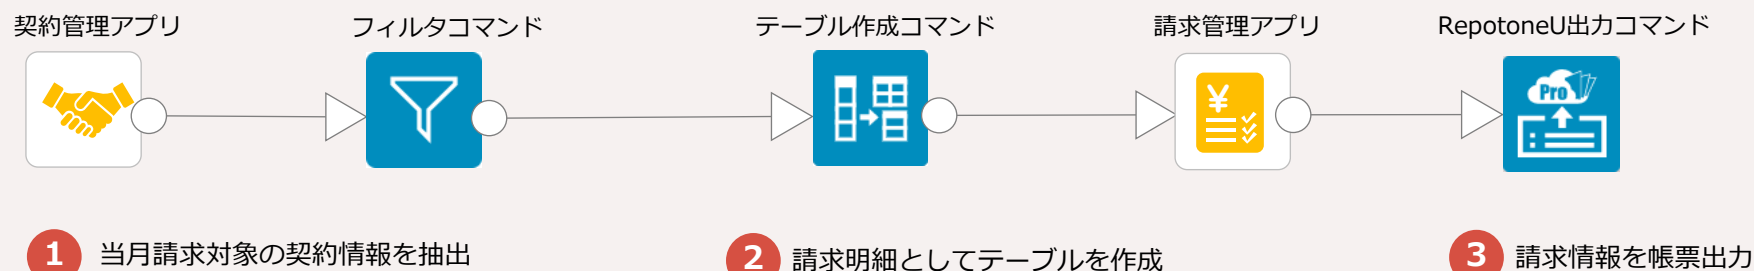 契約管理アプリ
フィルタコマンド
テーブル作成コマンド
請求管理アプリ
RepotoneU出力コマンド
¥
Pro
1 当月請求対象の契約情報を抽出
2 請求明細としてテーブルを作成
3 請求情報を帳票出力